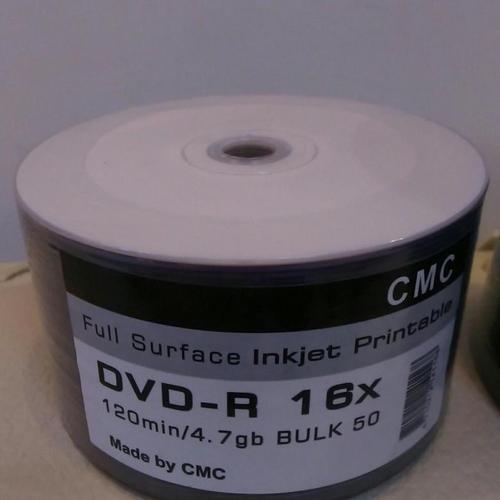 CMC
Full Surface Inkjet Printable
DVD-R 16x
120min/4.7gb BULK 50
Made by CMC